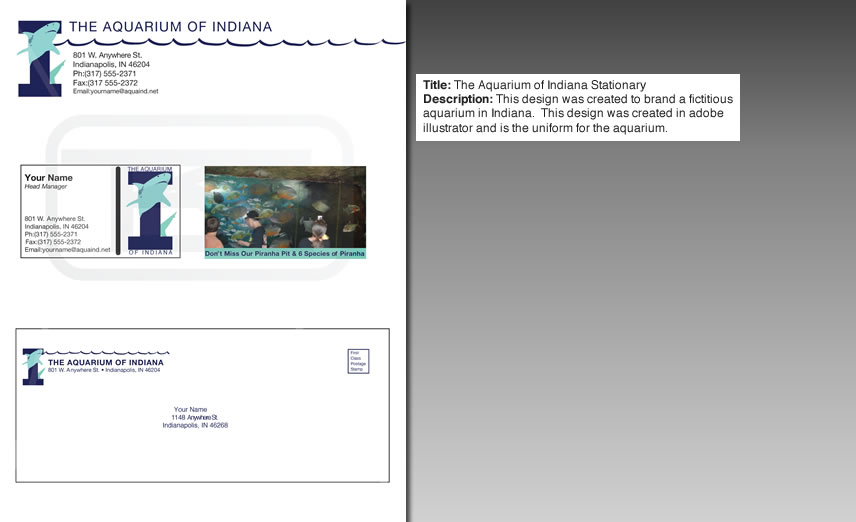 THE AQUARIUM OF INDIANA
801 W. Anywhere St.
Indianapolis, IN 46204
Ph:(317) 555-2371
Fax:(317 555-2372
Email:yourname@aquaind.net
Title: The Aquarium of Indiana Stationary
Description: This design was created to brand a fictitious
aquarium in Indiana. This design was created in adobe
illustrator and is the uniform for the aquarium.
Your Name
Head Manager
801 W. Anywhere St.
Indianapolis, IN 46204
Ph:(317) 555-2371
Fax:(317) 555-2372
Email:yourname@aquaind.net
THE AQUARIUM
OF INDIANA
Don't Miss Our Piranha Pit & 6 Species of Piranha
THE AQUARIUM OF INDIANA
801 W. Anywhere St. • Indianapolis, IN 46204
First
Class
Postage
Stamp
Your Name
1148 Anywhere St.
Indianapolis, IN 46268